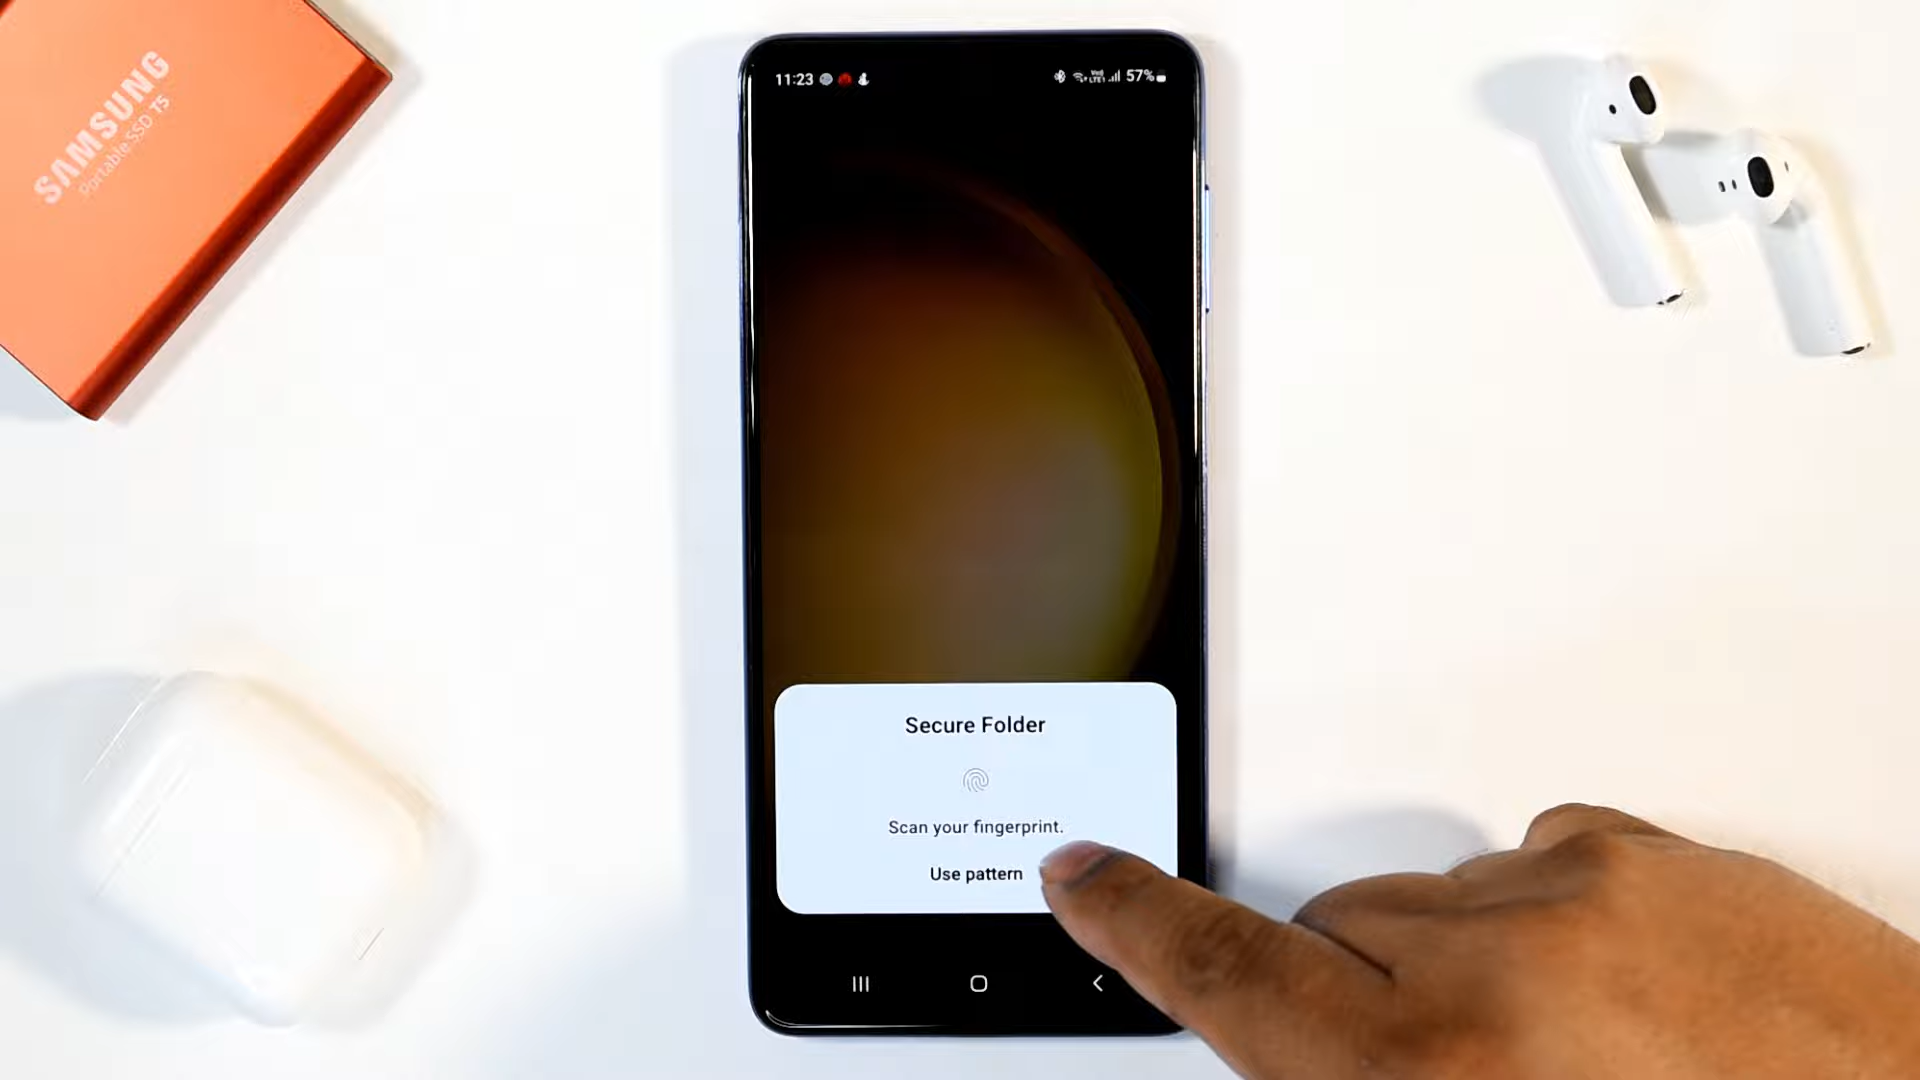 SAMSUNG
Portable SSD T5
11:23
57%
Secure Folder
Scan your fingerprint.
Use pattern